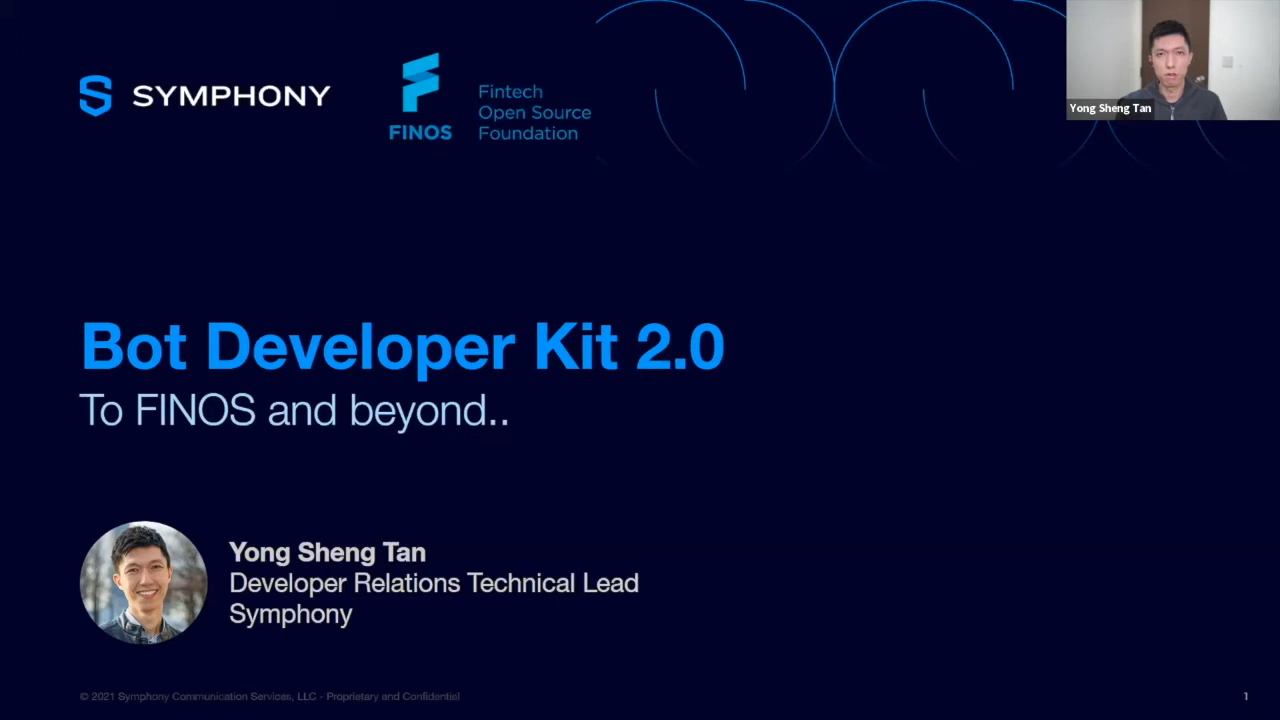 SYMPHONY
FINOS
Fintech
Open Source
Foundation
Yong Sheng Tan
Bot Developer Kit 2.0
To FINOS and beyond..
Yong Sheng Tan
Developer Relations Technical Lead
Symphony
© 2021 Symphony Communication Services, LLC - Proprietary and Confidential
1